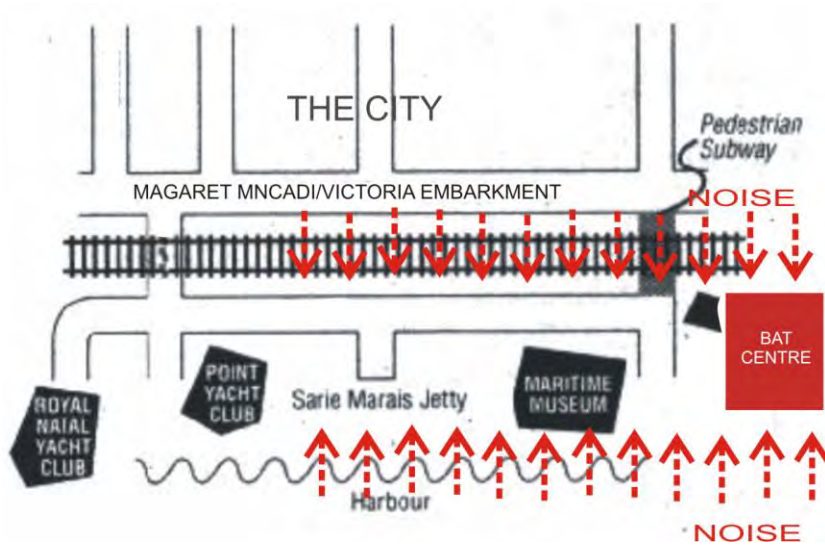 THE CITY
Pedestrian
Subway
MAGARET MNCADI/VICTORIA EMBARKMENT
NOISE
BAT
CENTRE
POINT
YACHT
CLUB
Sarie Marais Jetty
MARITIME
MUSEUM
ROYAL
NAIAL
YACHT
CLUB
Harbour
NOISE